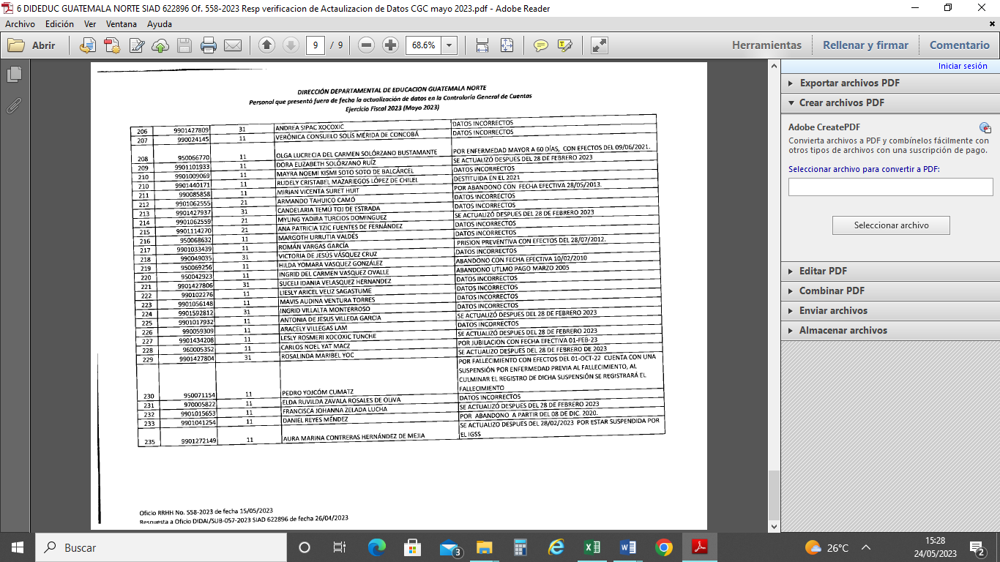 6 DIDEDUC GUATEMALA NORTE SIAD 622896 Of. 558-2023 Resp verificacion de Actaulizacion de Datos CGC mayo 2023.pdf - Adobe Reader
Archivo Edición Ver Ventana Ayuda
Abrir 9 / 9 68.6% Herramientas Rellenar y firmar Comentario
Iniciar sesión
Exportar archivos PDF
Crear archivos PDF
Adobe CreatePDF
Convierta archivos a PDF y combínelos fácilmente con
otros tipos de archivos con una suscripción de pago.
Seleccionar archivo para convertir a PDF:
Seleccionar archivo
Editar PDF
Combinar PDF
Enviar archivos
Almacenar archivos
DIRECCIÓN DEPARTAMENTAL DE EDUCACION GUATEMALA NORTE
Personal que presentó fuera de fecha la actualización de datos en la Contraloría General de Cuentas
Ejercicio Fiscal 2023 (Mayo 2023)
206 9901427809 31 ANDREA SIPAC XOCOXIC DATOS INCORRECTOS
207 990024145 11 VERÓNICA CONSUELO SOLÍS MÉRIDA DE CONCOBÁ DATOS INCORRECTOS
208 950066770 11 OLGA LUCRECIA DEL CARMEN SOLÓRZANO BUSTAMANTE POR ENFERMEDAD MAYOR A 60 DÍAS, CON EFECTOS DEL 09/06/2021.
209 9901101933 11 DORA ELIZABETH SOLÓRZANO RUÍZ SE ACTUALIZÓ DESPUES DEL 28 DE FEBRERO 2023
210 9901009069 11 MAYRA NOEMI KISMI SOTO SOTO DE BALCÁRCEL DATOS INCORRECTOS
210 9901440171 11 RUDELY CRISTABEL MAZARIEGOS LÓPEZ DE CHILEL DESTITUIDA EN EL 2021
211 990085858 11 MIRIAN VICENTA SURET HUIT POR ABANDONO CON FECHA EFECTIVA 28/05/2013.
212 9901062555 21 ARMANDO TAHUICO CAMÓ DATOS INCORRECTOS
213 9901427937 31 CANDELARIA TEMÚ TOJ DE ESTRADA DATOS INCORRECTOS
214 9901062559 21 MYLING YADIRA TURCIOS DOMINGUEZ SE ACTUALIZÓ DESPUES DEL 28 DE FEBRERO 2023
215 9901114270 21 ANA PATRICIA TZIC FUENTES DE FERNÁNDEZ DATOS INCORRECTOS
216 950068632 11 MARGOTH URRUTIA VALDÉS DATOS INCORRECTOS
217 9901033439 11 ROMÁN VARGAS GARCÍA PRISION PREVENTIVA CON EFECTOS DEL 28/07/2012.
218 990049035 31 VICTORIA DE JESÚS VÁSQUEZ CRUZ DATOS INCORRECTOS
219 950069256 11 HILDA YOMARA VASQUEZ GONZÁLEZ ABANDONO CON FECHA EFECTIVA 10/02/2010
220 950042923 11 INGRID DEL CARMEN VASQUEZ OVALLE ABANDONO UTLMO PAGO MARZO 2005
221 9901427806 31 SUCELI IDANIA VELASQUEZ HERNANDEZ DATOS INCORRECTOS
222 990102276 11 LIESLY ARICEL VELIZ SAGASTUME DATOS INCORRECTOS
223 9901056148 11 MAVIS AUDINA VENTURA TORRES DATOS INCORRECTOS
224 9901592812 31 INGRID VILLALTA MONTERROSO DATOS INCORRECTOS
225 9901017932 11 ANTONIA DE JESUS VILLEDA GARCIA SE ACTUALIZÓ DESPUES DEL 28 DE FEBRERO 2023
226 990059309 11 ARACELY VILLEGAS LAM DATOS INCORRECTOS
227 9901434208 11 LESLY ROSMERI XOCOXIC TUNCHE SE ACTUALIZÓ DESPUES DEL 28 DE FEBRERO 2023
228 960005352 11 CARLOS NOEL YAT MACZ POR JUBILACION CON FECHA EFECTIVA 01-FEB-23
229 9901427804 31 ROSALINDA MARIBEL YOC SE ACTUALIZO DESPUES DEL 28 DE FEBRERO DE 2023
POR FALLECIMIENTO CON EFECTOS DEL 01-OCT-22 CUENTA CON UNA
SUSPENSIÓN POR ENFERMEDAD PREVIA AL FALLECIMIENTO, AL
CULMINAR EL REGISTRO DE DICHA SUSPENSIÓN SE REGISTRARÁ EL
230 950071154 11 PEDRO YOJCÓM CUMATZ FALLECIMIENTO
231 970005822 11 ELDA RUVILDA ZAVALA ROSALES DE OLIVA DATOS INCORRECTOS
232 9901015653 11 FRANCISCA JOHANNA ZELADA LUCHA SE ACTUALIZÓ DESPUES DEL 28 DE FEBRERO 2023
233 9901041254 11 DANIEL REYES MÉNDEZ POR ABANDONO A PARTIR DEL 08 DE DIC. 2020.
SE ACTUALIZO DESPUES DEL 28/02/2023 POR ESTAR SUSPENDIDA POR
235 9901272149 11 AURA MARINA CONTRERAS HERNÁNDEZ DE MEJIA EL IGSS
Oficio RRHH No. 558-2023 de fecha 15/05/2023
Respuesta a Oficio DIDAI/SUB-057-2023 SIAD 622896 de fecha 26/04/2023
Buscar 3 26°C 15:28 2
24/05/2023